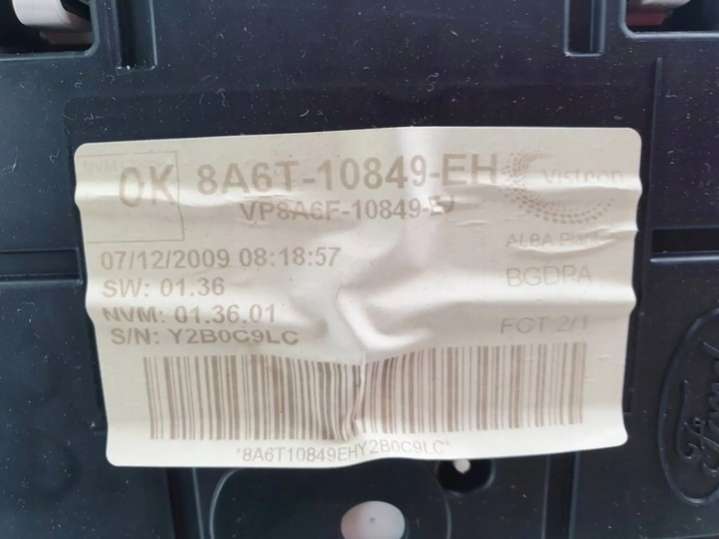 OK
8A6T-10849-EH
Visteon
VP8A6F-10849-
ALBA
07/12/2009 08:18:57
BGDPA
SW: 01.36
NVM: 01.36.01
FCT 2/1
S/N: Y2B0C9LC
*8A6T10849EHY2B0C9LC*
Ford